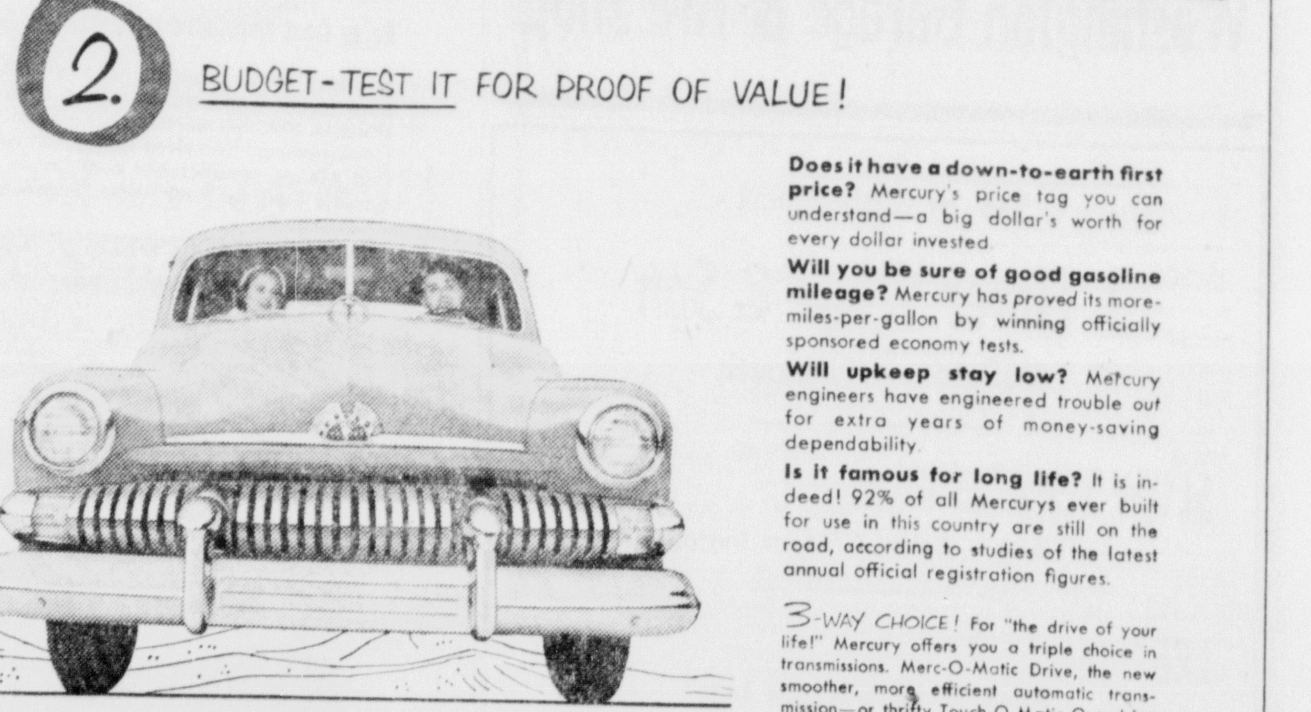 2.
BUDGET-TEST IT FOR PROOF OF VALUE!
Does it have a down-to-earth first
price? Mercury's price tag you can
understand—a big dollar's worth for
every dollar invested.
Will you be sure of good gasoline
mileage? Mercury has proved its more-
miles-per-gallon by winning officially
sponsored economy tests.
Will upkeep stay low? Mercury
engineers have engineered trouble out
for extra years of money-saving
dependability.
Is it famous for long life? It is in-
deed! 92% of all Mercurys ever built
for use in this country are still on the
road, according to studies of the latest
annual official registration figures.
3-WAY CHOICE! For "the drive of your
life!" Mercury offers you a triple choice in
transmissions. Merc-O-Matic Drive, the new
smoother, more efficient automatic trans-
mission—or thrifty Touch-O-Matic